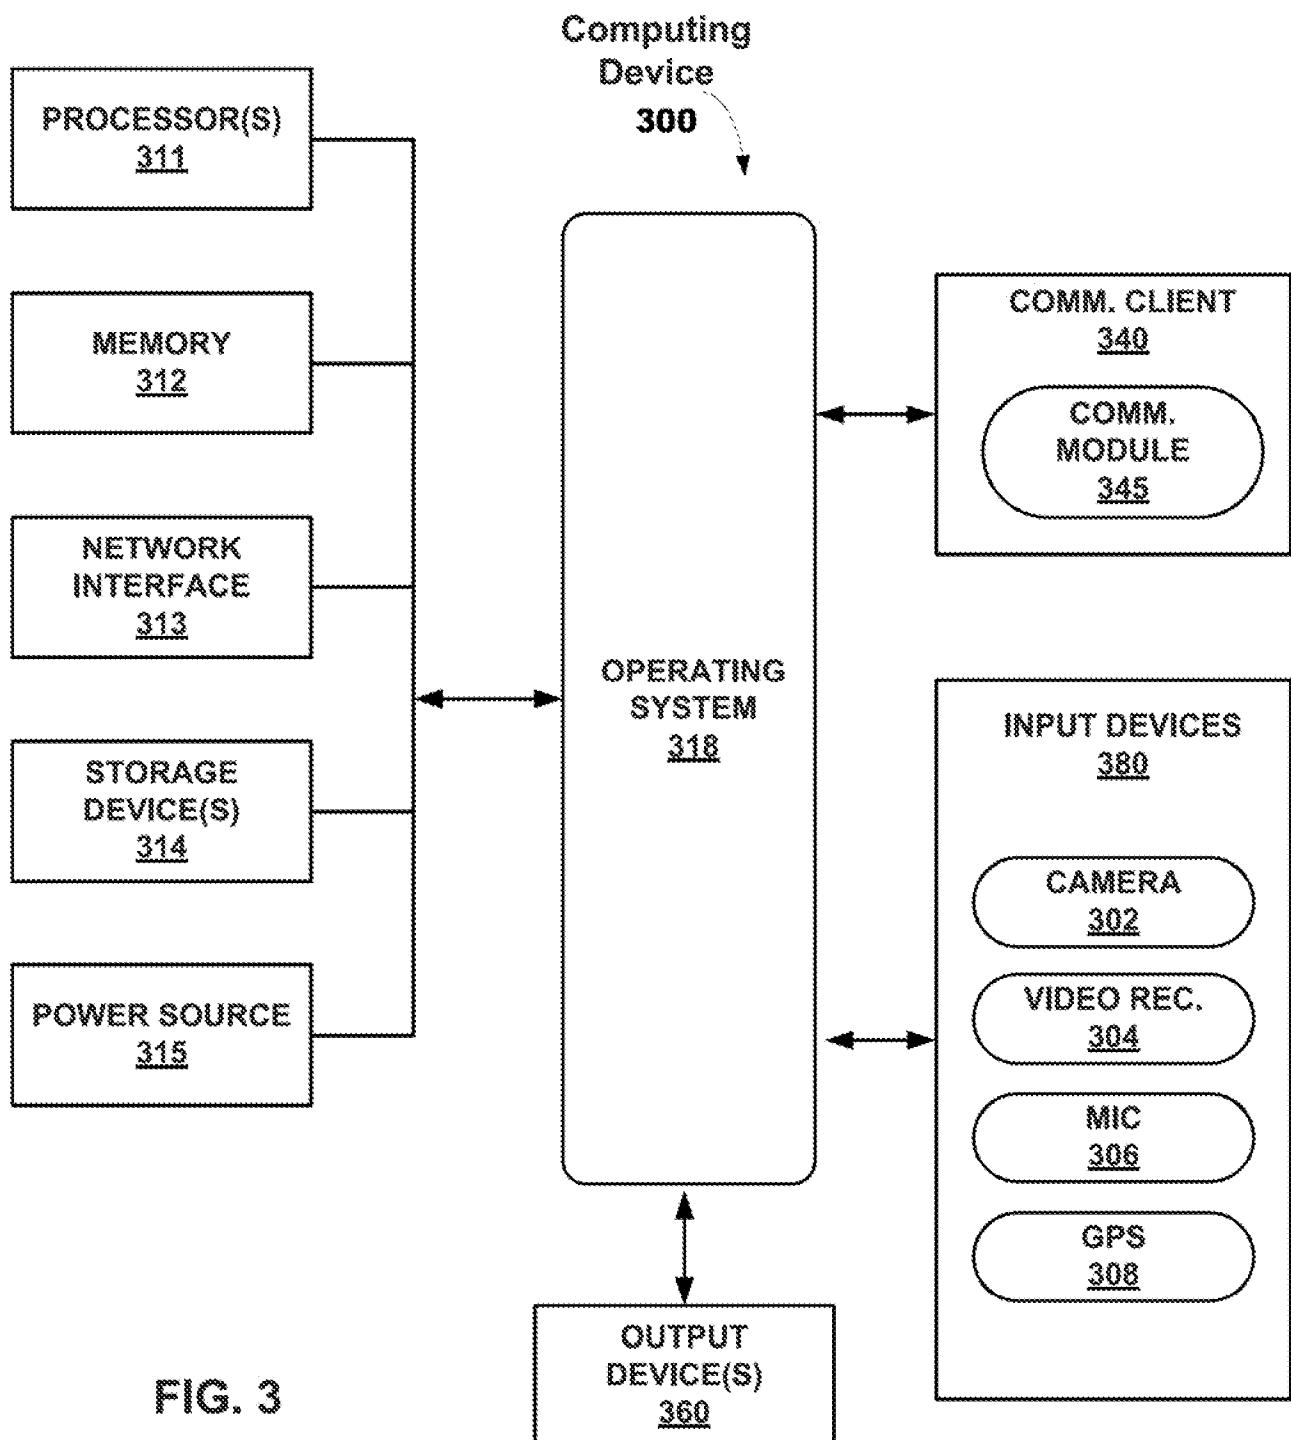 Computing
Device
300
PROCESSOR(S)
311
MEMORY
312
NETWORK
INTERFACE
313
STORAGE
DEVICE(S)
314
POWER SOURCE
315
OPERATING
SYSTEM
318
COMM. CLIENT
340
COMM.
MODULE
345
INPUT DEVICES
380
CAMERA
302
VIDEO REC.
304
MIC
306
GPS
308
OUTPUT
DEVICE(S)
360
FIG. 3